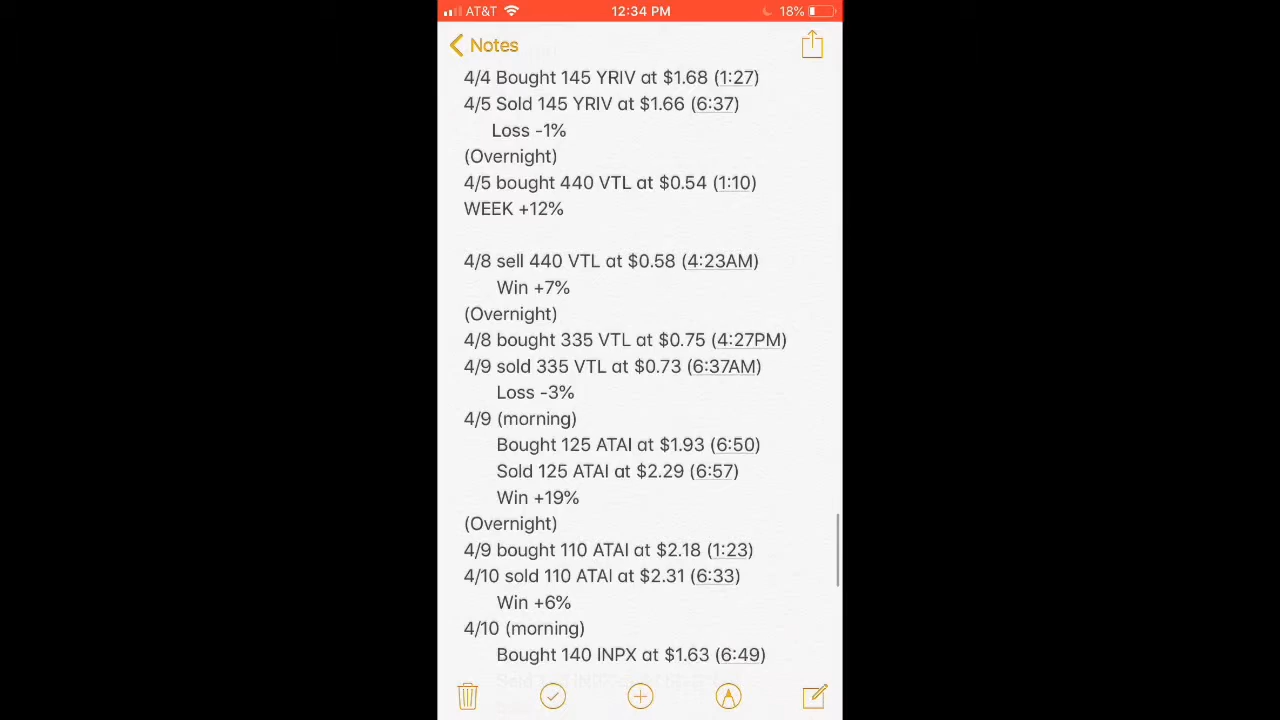 AT&T 12:34 PM 18%
Notes
4/4 Bought 145 YRIV at $1.68 (1:27)
4/5 Sold 145 YRIV at $1.66 (6:37)
Loss -1%
(Overnight)
4/5 bought 440 VTL at $0.54 (1:10)
WEEK +12%
4/8 sell 440 VTL at $0.58 (4:23AM)
Win +7%
(Overnight)
4/8 bought 335 VTL at $0.75 (4:27PM)
4/9 sold 335 VTL at $0.73 (6:37AM)
Loss -3%
4/9 (morning)
Bought 125 ATAI at $1.93 (6:50)
Sold 125 ATAI at $2.29 (6:57)
Win +19%
(Overnight)
4/9 bought 110 ATAI at $2.18 (1:23)
4/10 sold 110 ATAI at $2.31 (6:33)
Win +6%
4/10 (morning)
Bought 140 INPX at $1.63 (6:49)